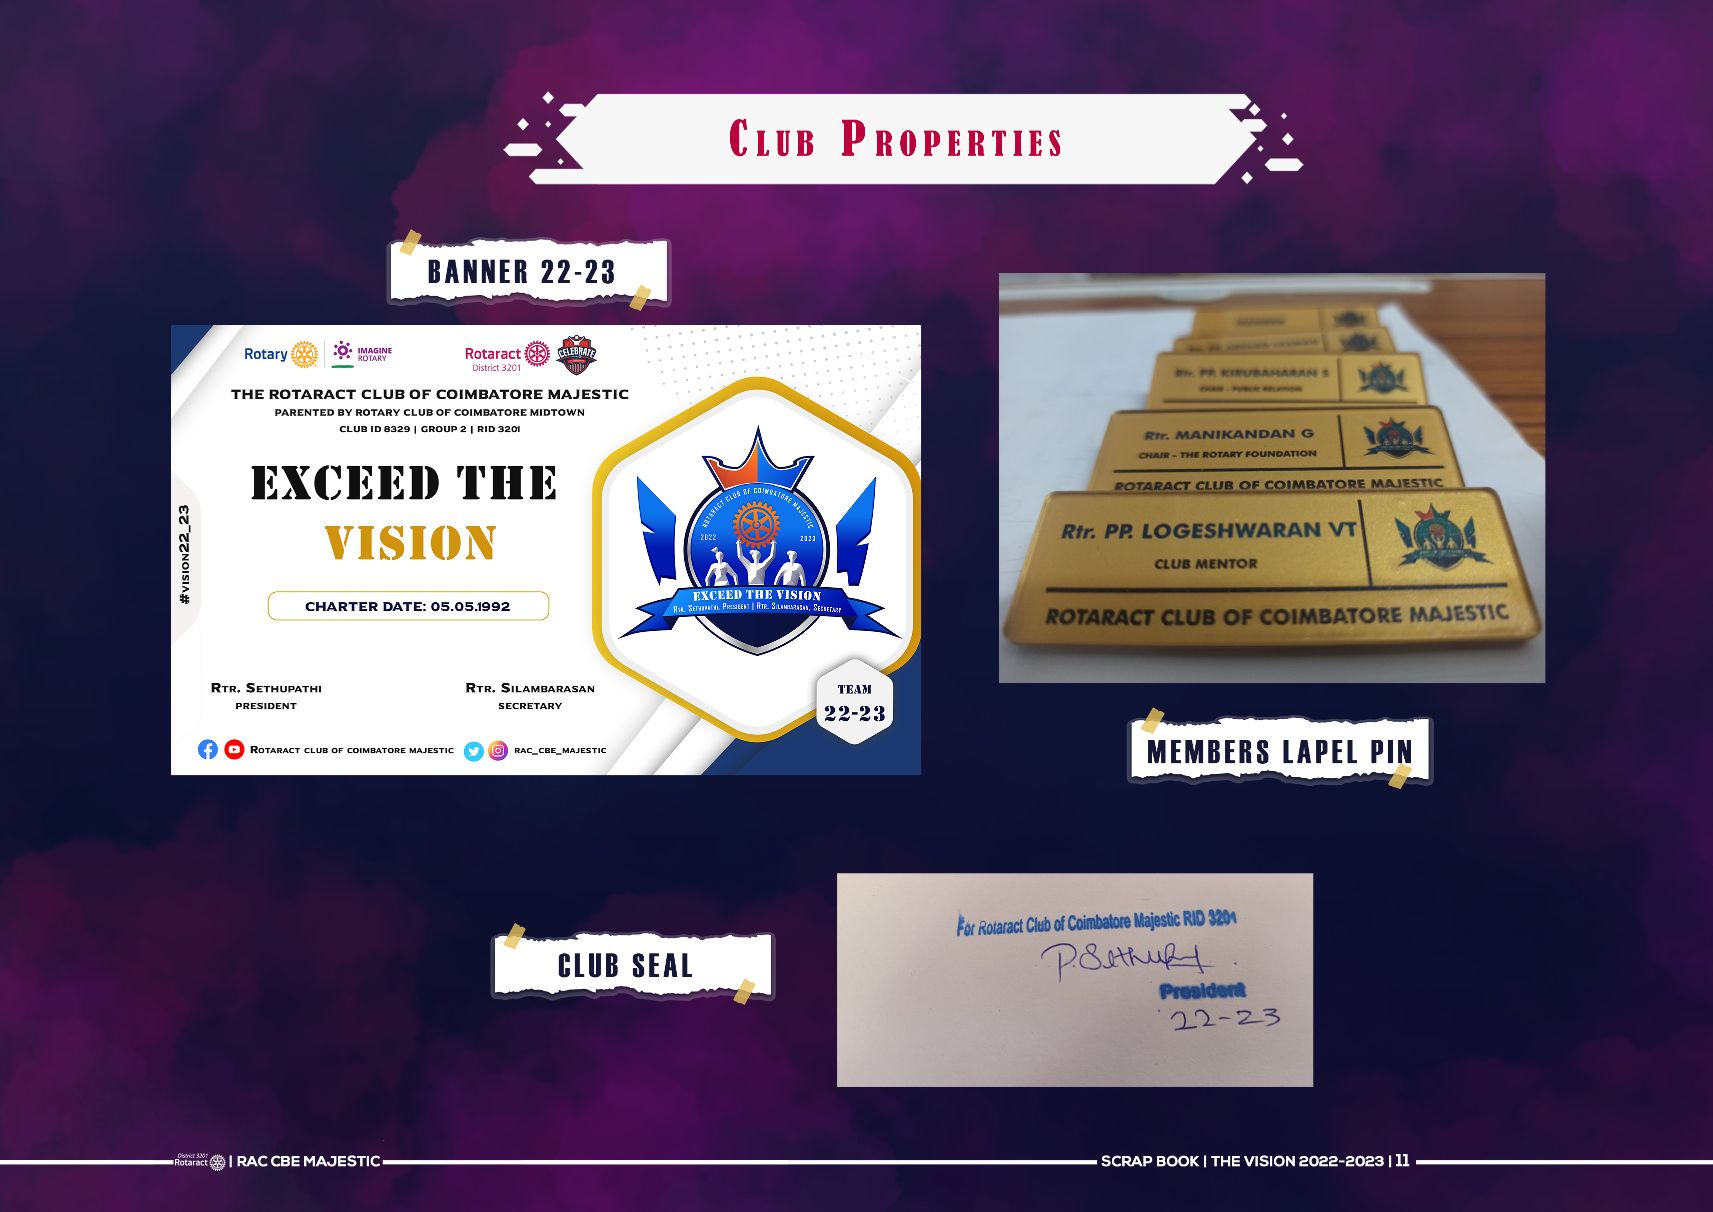 CLUB PROPERTIES
BANNER 22-23
Rotary
IMAGINE
ROTARY
Rotaract
District 3201
CELEBRATE
THE ROTARACT CLUB OF COIMBATORE MAJESTIC
PARENTED BY ROTARY CLUB OF COIMBATORE MIDTOWN
CLUB ID 8329 | GROUP 2 | RID 3201
EXCEED THE
VISION
#VISION22_23
CHARTER DATE: 05.05.1992
RTR. SETHUPATHI
PRESIDENT
RTR. SILAMBARASAN
SECRETARY
ROTARACT CLUB OF COIMBATORE MAJESTIC
RAC_CBE_MAJESTIC
ROTARACT CLUB OF COIMBATORE MAJESTIC
2022
2023
EXCEED THE VISION
RTR. SETHUPATHI, PRESIDENT | RTR. SILAMBARASAN, SECRETARY
TEAM
22-23
Rtr. PP. KIRUBAHARAN S
CHAIR - PUBLIC RELATION
Rtr. MANIKANDAN G
CHAIR - THE ROTARY FOUNDATION
ROTARACT CLUB OF COIMBATORE MAJESTIC
Rtr. PP. LOGESHWARAN VT
CLUB MENTOR
ROTARACT CLUB OF COIMBATORE MAJESTIC
MEMBERS LAPEL PIN
CLUB SEAL
For Rotaract Club of Coimbatore Majestic RID 3201
President
22-23
District 3201
Rotaract
| RAC CBE MAJESTIC
SCRAP BOOK | THE VISION 2022-2023 | 11